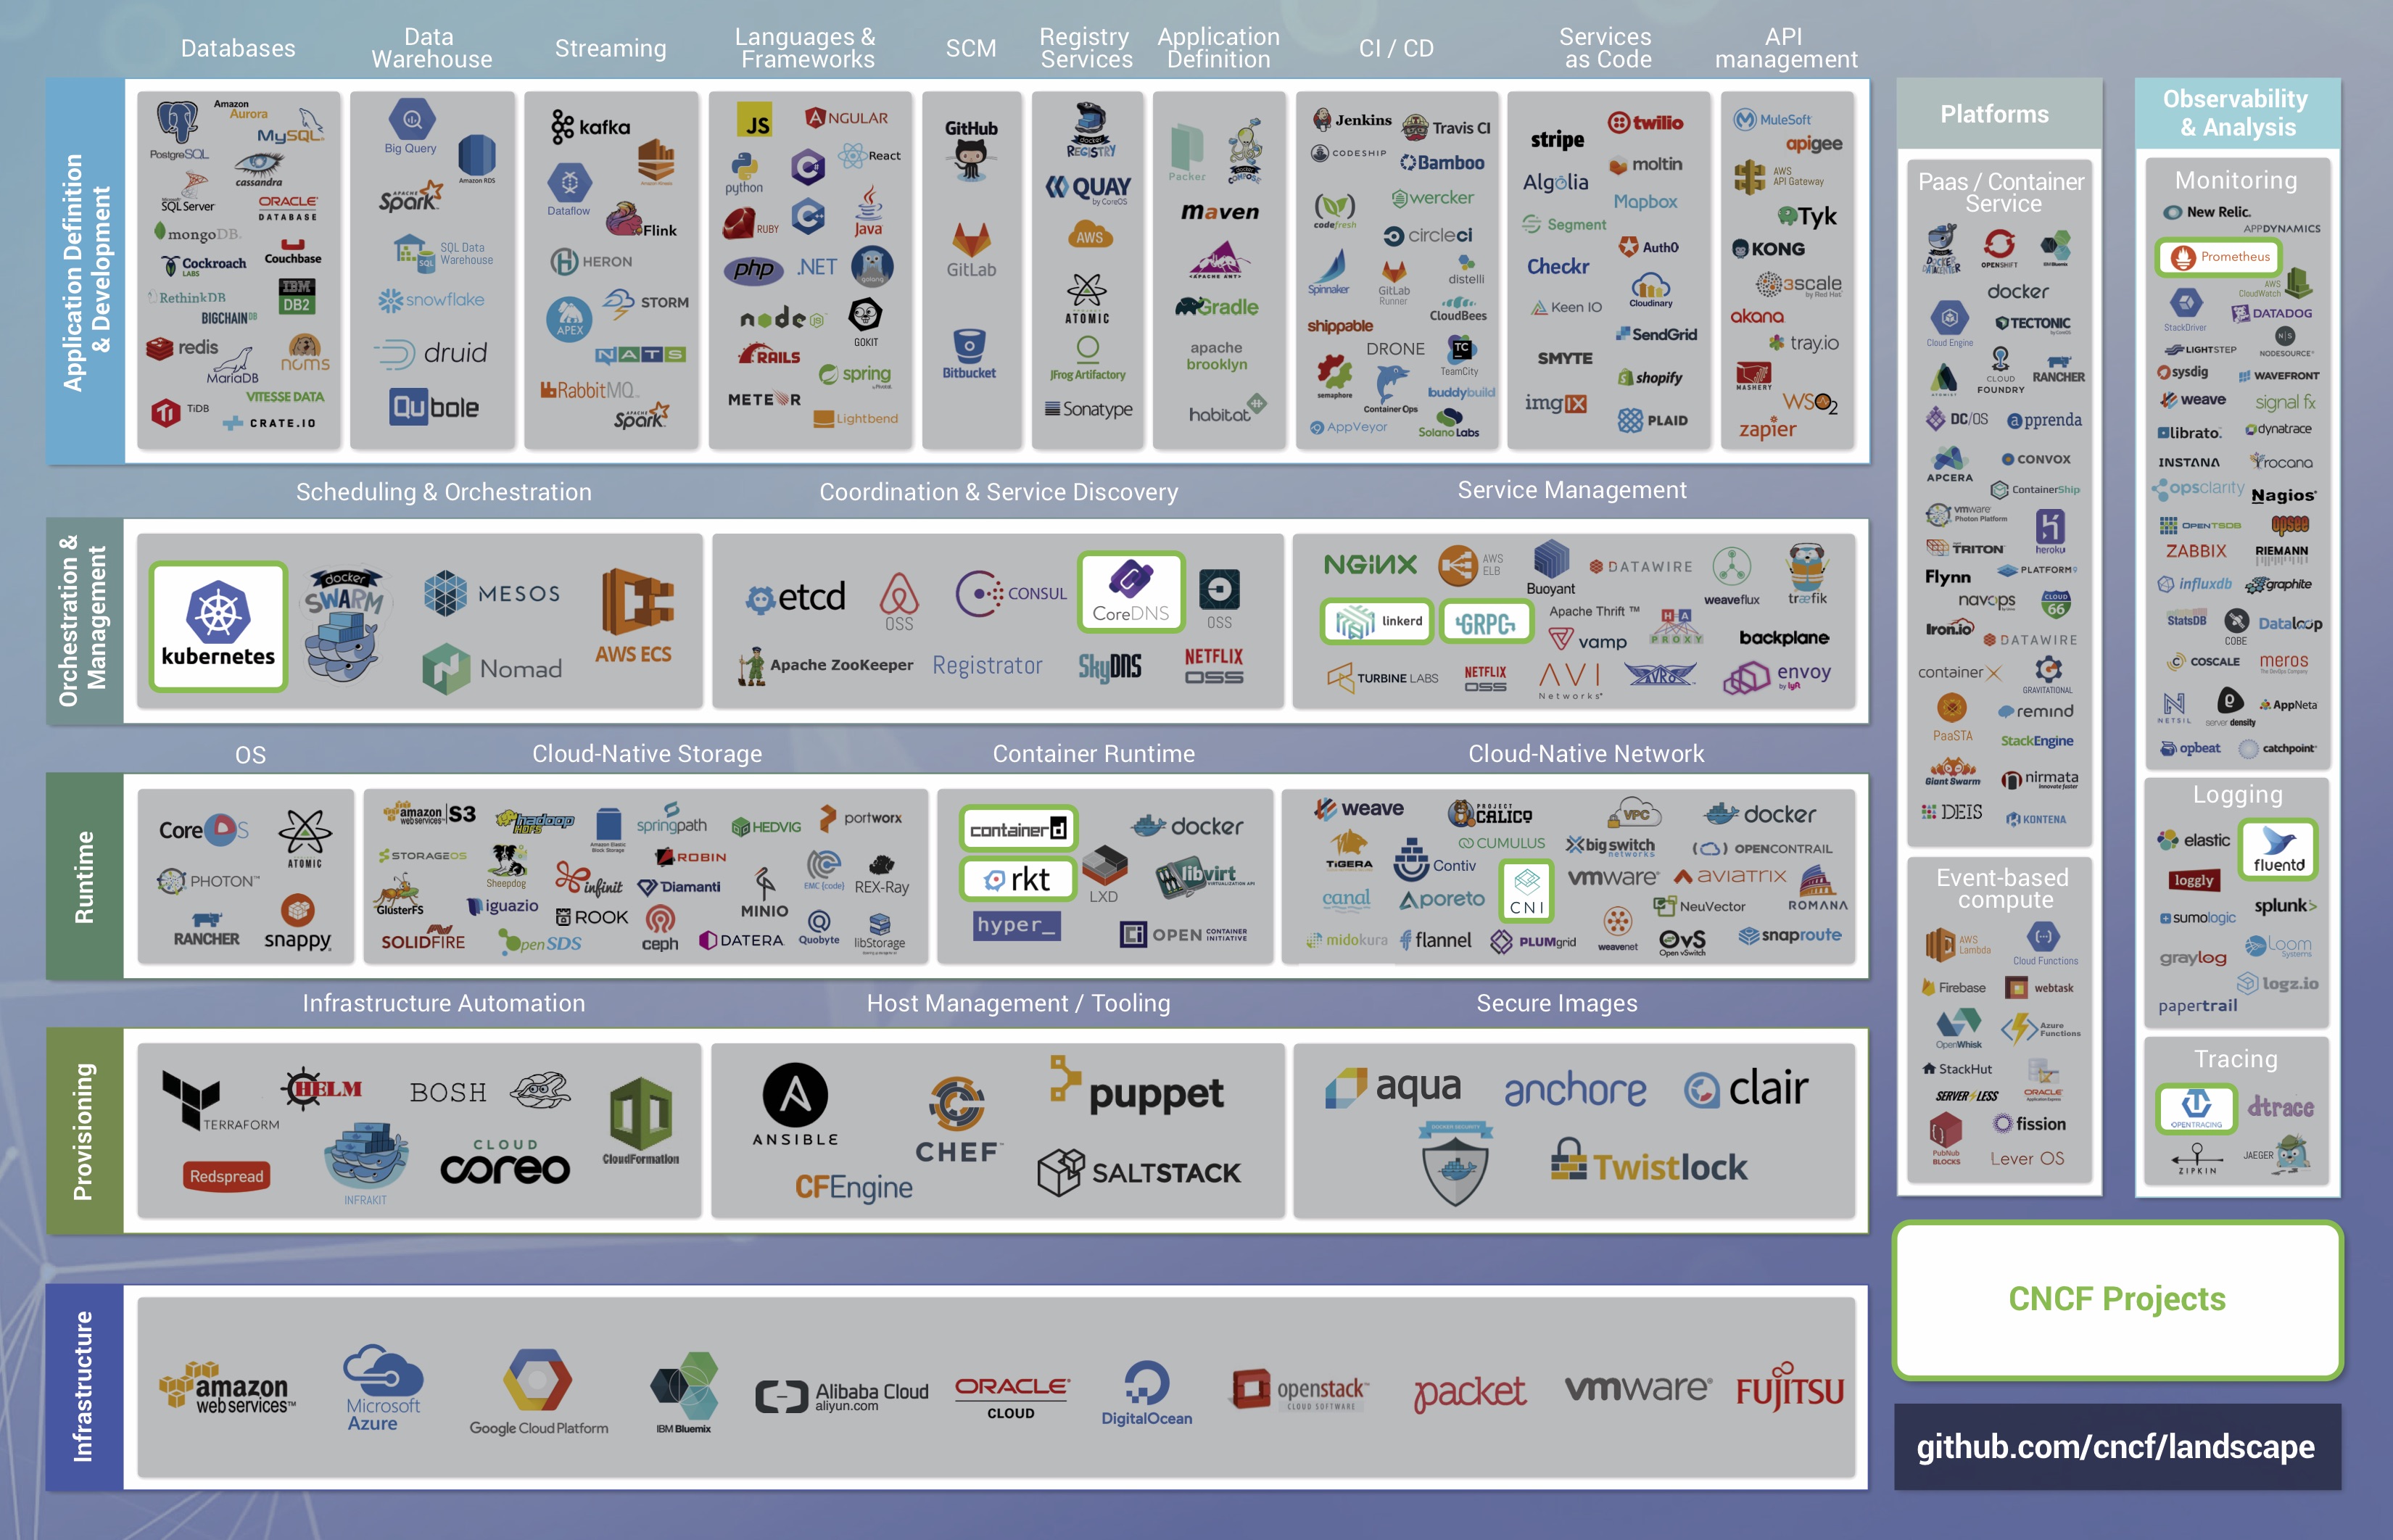 Databases
Data
Warehouse
Streaming
Languages &
Frameworks
SCM
Registry
Services
Application
Definition
CI / CD
Services
as Code
API
management
Application Definition
& Development
PostgreSQL
Amazon
Aurora
MySQL
cassandra
SQL Server
ORACLE
DATABASE
mongoDB
Cockroach
LABS
Couchbase
RethinkDB
IBM
DB2
BIGCHAINDB
redis
MariaDB
noms
TiDB
VITESSE DATA
CRATE.IO
Big Query
Amazon RDS
APACHE
Spark
SQL Data
Warehouse
SQL
snowflake
druid
Qubole
kafka
Amazon Kinesis
Dataflow
Flink
HERON
APEX
STORM
NATS
RabbitMQ
APACHE
Spark
JS
ANGULAR
python
C
React
RUBY
C++
Java
php
.NET
node
JS
GOKIT
RAILS
spring
METEOR
Lightbend
GitHub
GitLab
Bitbucket
docker
REGISTRY
QUAY
by CoreOS
AWS
PROJECT
ATOMIC
JFrog Artifactory
Sonatype
Packer
docker
COMPOSE
maven
APACHE ANT
Gradle
apache
brooklyn
habitat
Jenkins
Travis CI
CODESHIP
Bamboo
codefresh
wercker
circleci
Spinnaker
GitLab
Runner
distelli
CloudBees
shippable
DRONE
TC
TeamCity
semaphore
Container Ops
buddybuild
AppVeyor
Solano Labs
stripe
twilio
moltin
Algolia
Mapbox
Segment
Auth0
Checkr
Cloudinary
Keen IO
SendGrid
SMYTE
shopify
imgIX
PLAID
MuleSoft
apigee
AWS
API Gateway
Tyk
KONG
3scale
by Red Hat
akana
tray.io
MASHERY
WSO2
zapier
Scheduling & Orchestration
Coordination & Service Discovery
Service Management
Orchestration &
Management
kubernetes
docker
SWARM
MESOS
Nomad
AWS ECS
etcd
OSS
CONSUL
CoreDNS
OSS
Apache ZooKeeper
Registrator
SkyDNS
NETFLIX
OSS
NGINX
AWS
ELB
Buoyant
DATAWIRE
weaveflux
træfik
linkerd
GRPC
Apache Thrift ™
vamp
HA
PROXY
backplane
TURBINE LABS
NETFLIX
OSS
AVI
Networks
AVRO
envoy
by lyft
OS
Cloud-Native Storage
Container Runtime
Cloud-Native Network
Runtime
CoreOS
PROJECT
ATOMIC
PHOTON™
RANCHER
snappy
amazon
web services
S3
hadoop
HDFS
Amazon Elastic
Block Storage
springpath
HEDVIG
portworx
STORAGEOS
Sheepdog
ROBIN
infinit
Diamanti
EMC {code}
REX-Ray
GlusterFS
iguazio
ROOK
MINIO
SOLIDFIRE
OpenSDS
ceph
DATERA
Quobyte
libStorage
containerd
docker
rkt
LXD
libvirt
VIRTUALIZATION API
hyper_
OPEN CONTAINER
INITIATIVE
weave
PROJECT
CALICO
VPC
docker
TIGERA
Contiv
CUMULUS
big switch
networks
OPENCONTRAIL
canal
Aporeto
CNI
vmware
AVIATRIX
NeuVector
ROMANA
midokura
flannel
PLUMgrid
weavenet
OvS
Open vSwitch
snaproute
Infrastructure Automation
Host Management / Tooling
Secure Images
Provisioning
TERRAFORM
HELM
BOSH
CloudFormation
Redspread
INFRAKIT
CLOUD
coreo
A
ANSIBLE
CHEF
puppet
CFEngine
SALTSTACK
aqua
anchore
clair
DOCKER SECURITY
Twistlock
Infrastructure
amazon
web services™
Microsoft
Azure
Google Cloud Platform
IBM Bluemix
Alibaba Cloud
aliyun.com
ORACLE
CLOUD
DigitalOcean
openstack
CLOUD SOFTWARE
packet
vmware
FUJITSU
Platforms
Paas / Container
Service
DOCKER
DATACENTER
OPENSHIFT
IBM Bluemix
docker
Cloud Engine
TECTONIC
ATOMIST
CLOUD
FOUNDRY
RANCHER
DC/OS
apprenda
APCERA
CONVOX
ContainerShip
vmware
Photon Platform
heroku
TRITON
Flynn
PLATFORM9
navops
CLOUD
66
Iron.io
DATAWIRE
containerX
GRAVITATIONAL
PaaSTA
remind
StackEngine
Giant Swarm
nirmata
Innovate faster
DEIS
KONTENA
Event-based
compute
AWS
Lambda
Cloud Functions
Firebase
webtask
OpenWhisk
Azure
Functions
StackHut
SERVERLESS
ORACLE
Application Express
PubNub
BLOCKS
fission
Lever OS
Observability
& Analysis
Monitoring
New Relic.
APPDYNAMICS
Prometheus
AWS
CloudWatch
StackDriver
DATADOG
LIGHTSTEP
N|S
NODESOURCE
sysdig
WAVEFRONT
weave
signal fx
librato
dynatrace
INSTANA
rocana
opsclarity
Nagios
OPENTSDB
opsee
ZABBIX
RIEMANN
influxdb
graphite
StatsDB
COBE
Dataloop
COSCALE
meros
The DevOps Company
NETSIL
server density
AppNeta
opbeat
catchpoint
Logging
elastic
fluentd
loggly
sumologic
splunk>
graylog
Loom
Systems
logz.io
papertrail
Tracing
OPENTRACING
dtrace
ZIPKIN
JAEGER
CNCF Projects
github.com/cncf/landscape